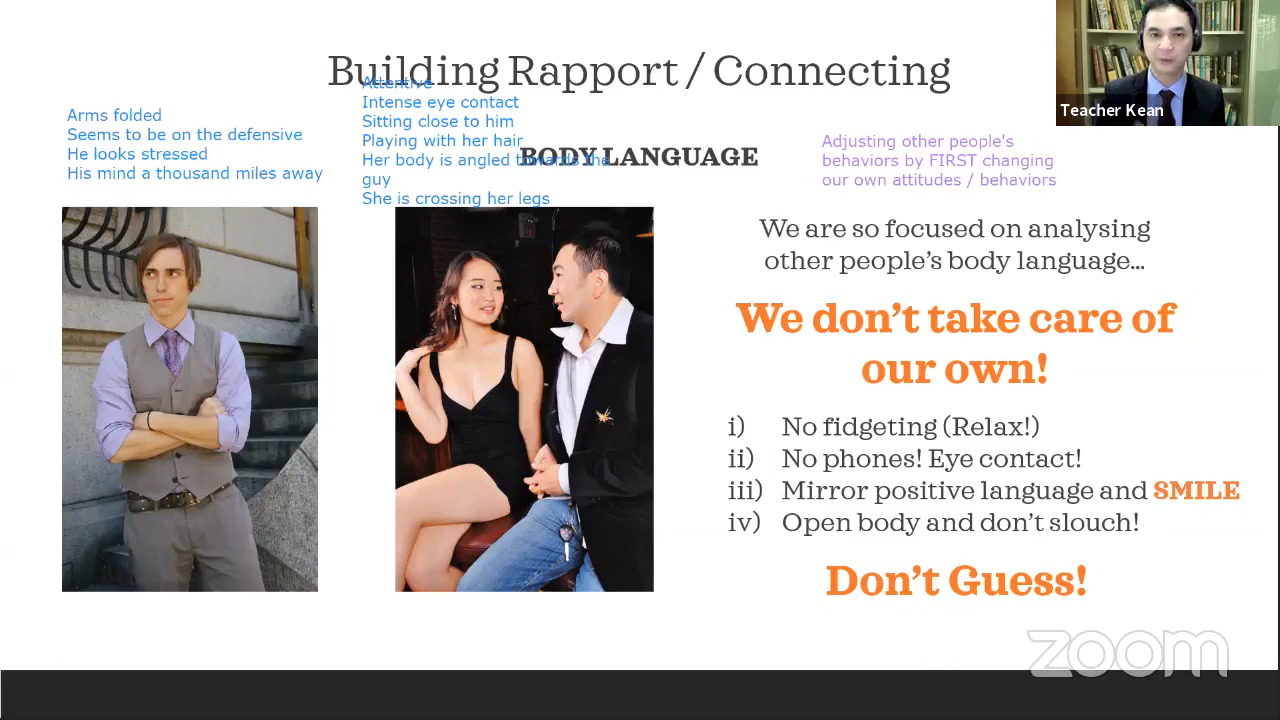 Building Rapport / Connecting
Teacher Kean
Arms folded
Seems to be on the defensive
He looks stressed
His mind a thousand miles away
Attentive
Intense eye contact
Sitting close to him
Playing with her hair
Her body is angled towards the
guy
She is crossing her legs
BODY LANGUAGE
Adjusting other people's
behaviors by FIRST changing
our own attitudes / behaviors
We are so focused on analysing
other people's body language...
We don't take care of
our own!
i) No fidgeting (Relax!)
ii) No phones! Eye contact!
iii) Mirror positive language and SMILE
iv) Open body and don't slouch!
Don't Guess!
zoom